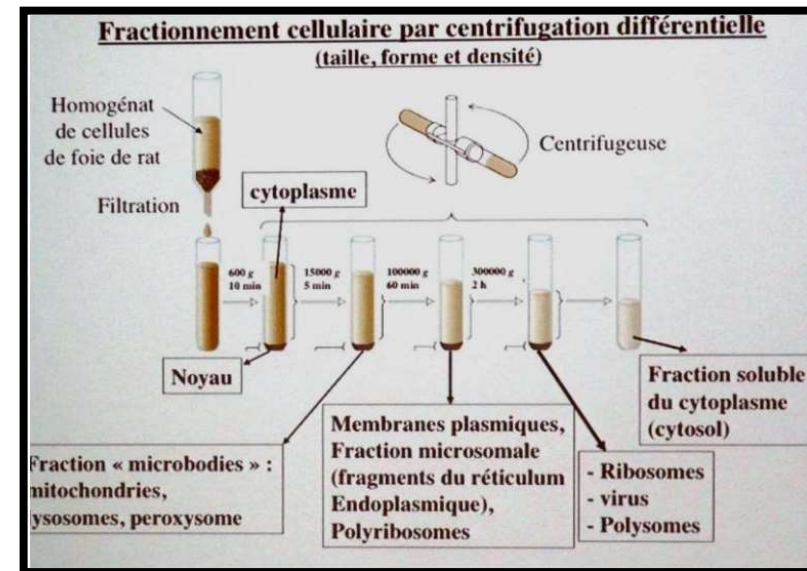 Fractionnement cellulaire par centrifugation différentielle
(taille, forme et densité)
Homogénat
de cellules
de foie de rat
Centrifugeuse
Filtration
cytoplasme
600 g
10 min
15000 g
5 min
100000 g
60 min
300000 g
2 h
Noyau
Fraction soluble
du cytoplasme
(cytosol)
Membranes plasmiques,
Fraction microsomale
(fragments du réticulum
Endoplasmique),
Polyribosomes
- Ribosomes
- virus
- Polysomes
Fraction « microbodies » :
mitochondries,
ysosomes, peroxysome